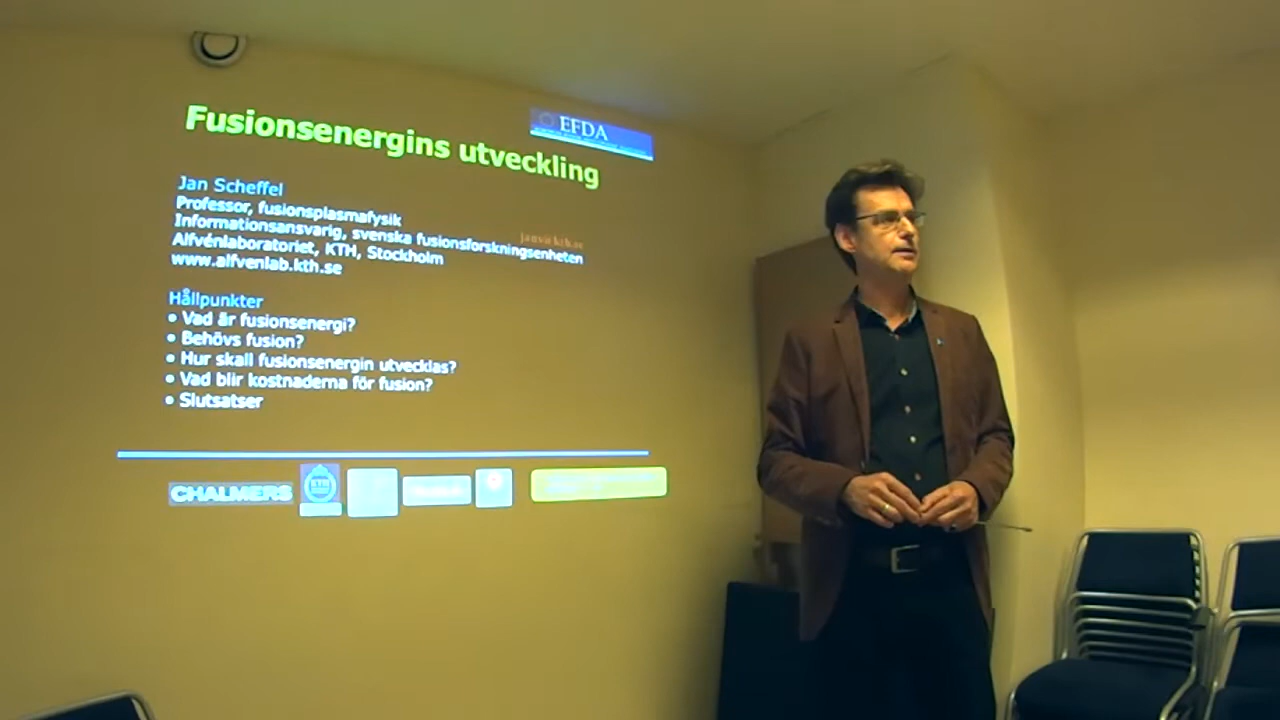 Fusionsenergins utveckling
EFDA
Jan Scheffel
Professor, fusionsplasmafysik
Informationsansvarig, svenska fusionsforskningsenheten
Alfvénlaboratoriet, KTH, Stockholm
www.alfvenlab.kth.se
Hållpunkter
• Vad är fusionsenergi?
• Behövs fusion?
• Hur skall fusionsenergin utvecklas?
• Vad blir kostnaderna för fusion?
• Slutsatser
CHALMERS
KTH